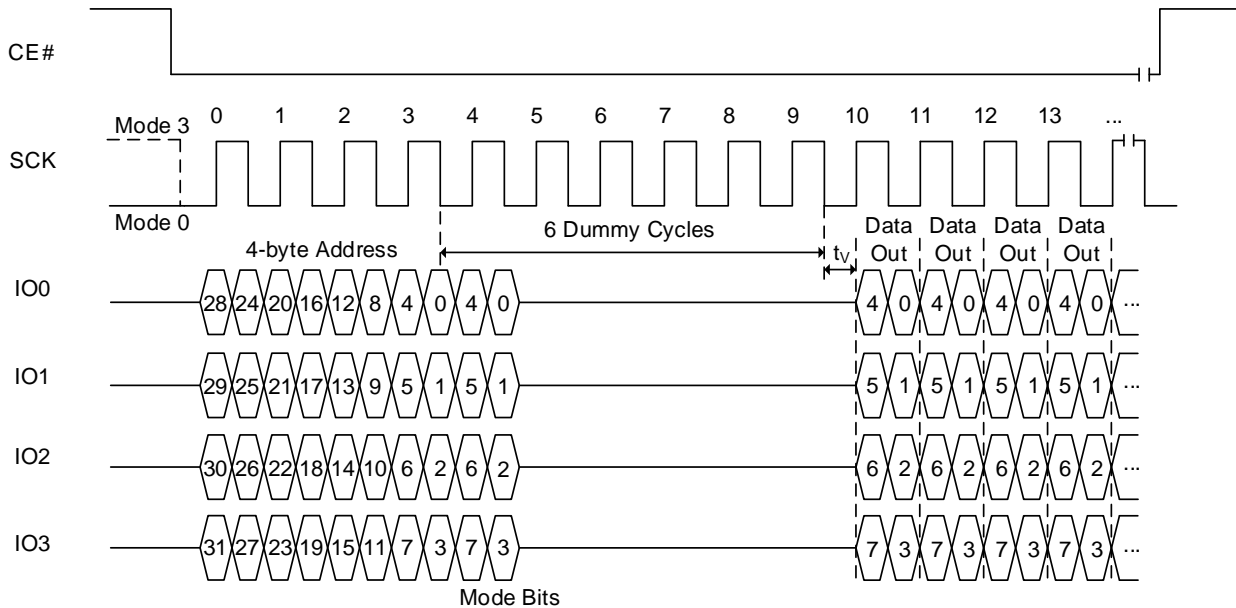 CE#
0 1 2 3 4 5 6 7 8 9 10 11 12 13 ...
Mode 3
SCK
Mode 0
6 Dummy Cycles
4-byte Address
tV
Data Out Data Out Data Out Data Out
IO0 28 24 20 16 12 8 4 0 4 0 4 0 4 0 4 0 4 0 ...
IO1 29 25 21 17 13 9 5 1 5 1 5 1 5 1 5 1 5 1 ...
IO2 30 26 22 18 14 10 6 2 6 2 6 2 6 2 6 2 6 2 ...
IO3 31 27 23 19 15 11 7 3 7 3 7 3 7 3 7 3 7 3 ...
Mode Bits